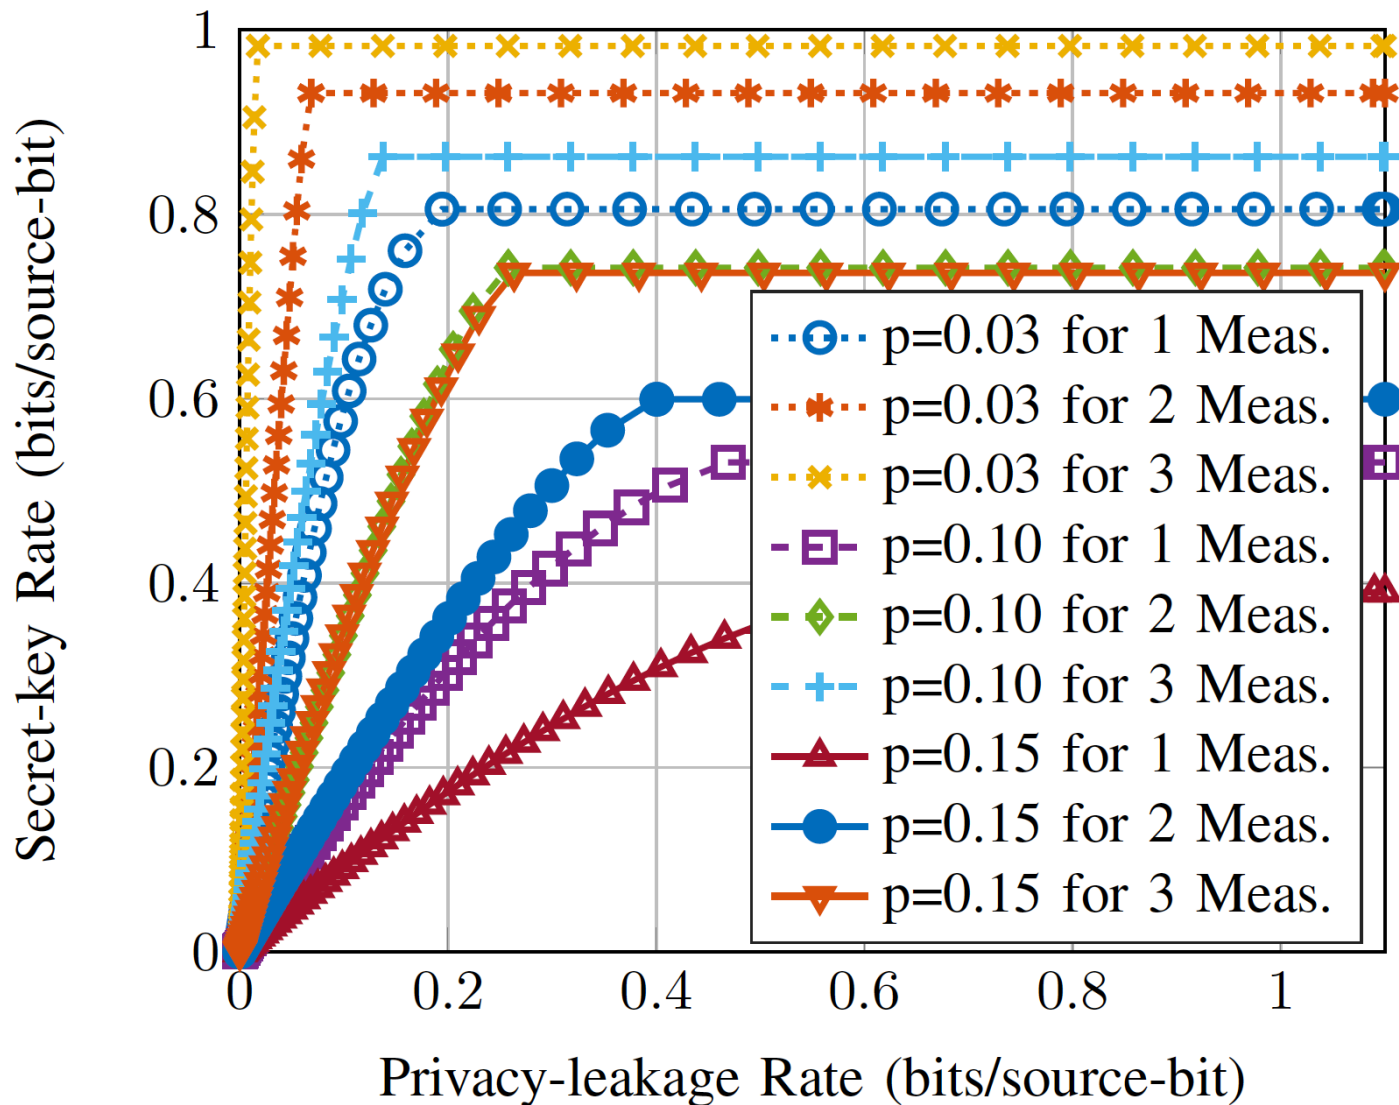 1
0.8
0.6
0.4
0.2
0
Secret-key Rate (bits/source-bit)
p=0.03 for 1 Meas.
p=0.03 for 2 Meas.
p=0.03 for 3 Meas.
p=0.10 for 1 Meas.
p=0.10 for 2 Meas.
p=0.10 for 3 Meas.
p=0.15 for 1 Meas.
p=0.15 for 2 Meas.
p=0.15 for 3 Meas.
0 0.2 0.4 0.6 0.8 1
Privacy-leakage Rate (bits/source-bit)